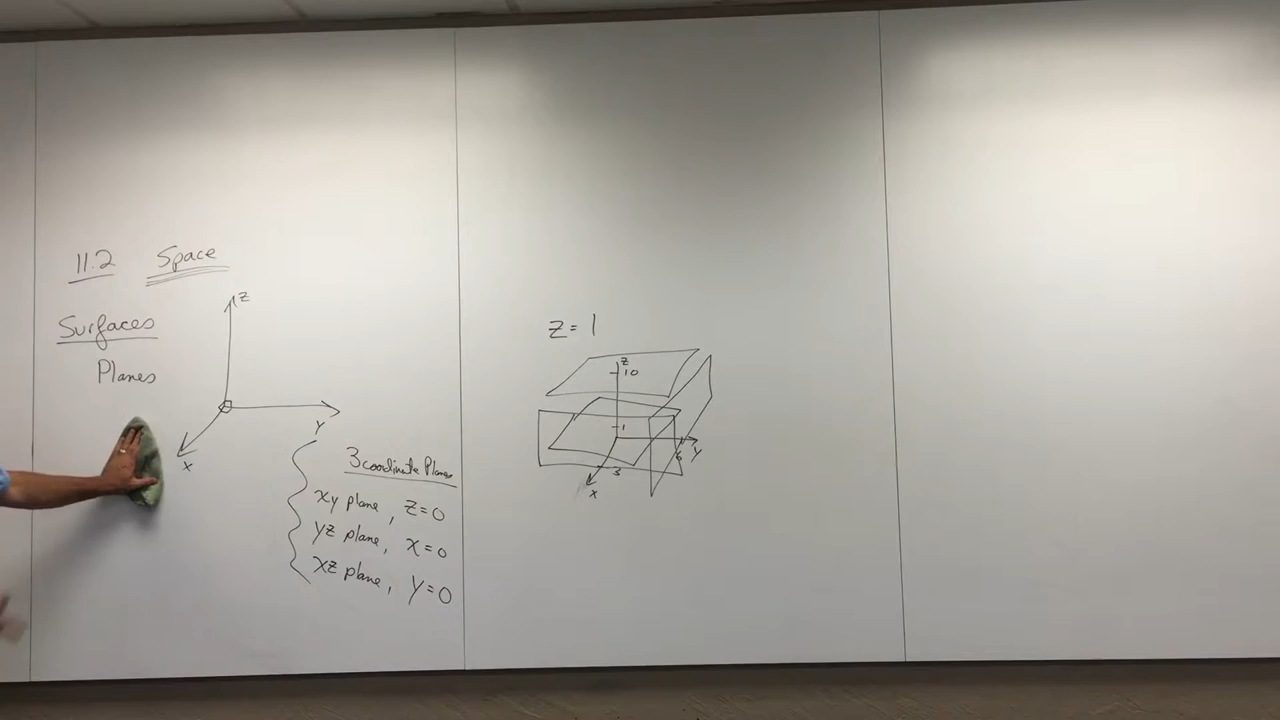 11.2 Space
Surfaces
Planes
Z
Y
X
3 coordinate Planes
xy plane, z=0
yz plane, x=0
xz plane, y=0
z = 1
z
10
1
6
y
3
x